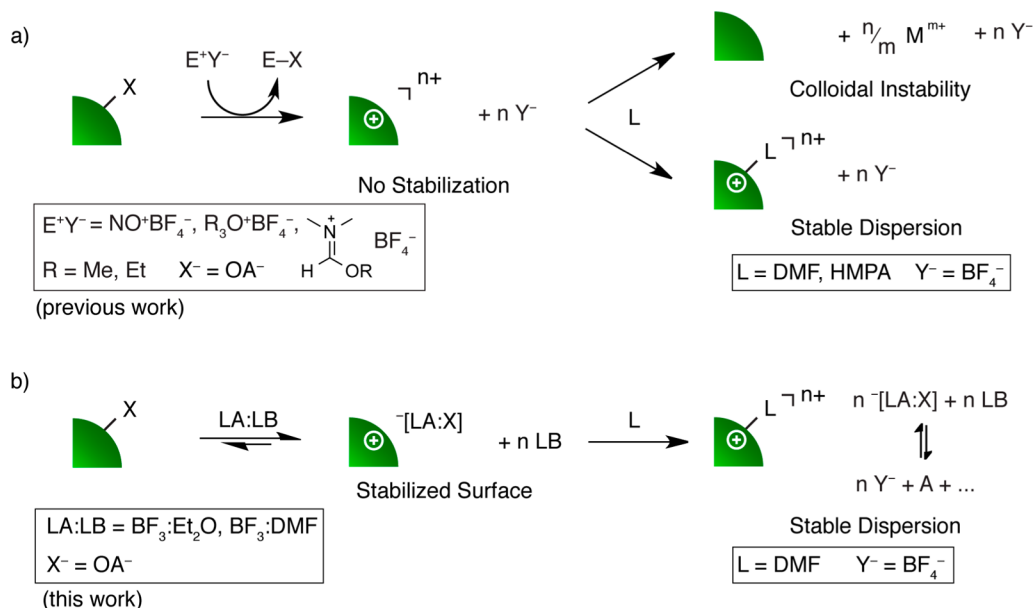 a)
X
E⁺Y⁻
E–X
n+
+ n Y⁻
No Stabilization
L
+ n/m Mᵐ⁺ + n Y⁻
Colloidal Instability
L
n+
+ n Y⁻
Stable Dispersion
E⁺Y⁻ = NO⁺BF₄⁻, R₃O⁺BF₄⁻,
N
+
H
OR
BF₄⁻
R = Me, Et X⁻ = OA⁻
(previous work)
L = DMF, HMPA Y⁻ = BF₄⁻
b)
X
LA:LB
⁻[LA:X]
+ n LB
Stabilized Surface
L
L
n+
n ⁻[LA:X] + n LB
n Y⁻ + A + ...
Stable Dispersion
LA:LB = BF₃:Et₂O, BF₃:DMF
X⁻ = OA⁻
(this work)
L = DMF Y⁻ = BF₄⁻